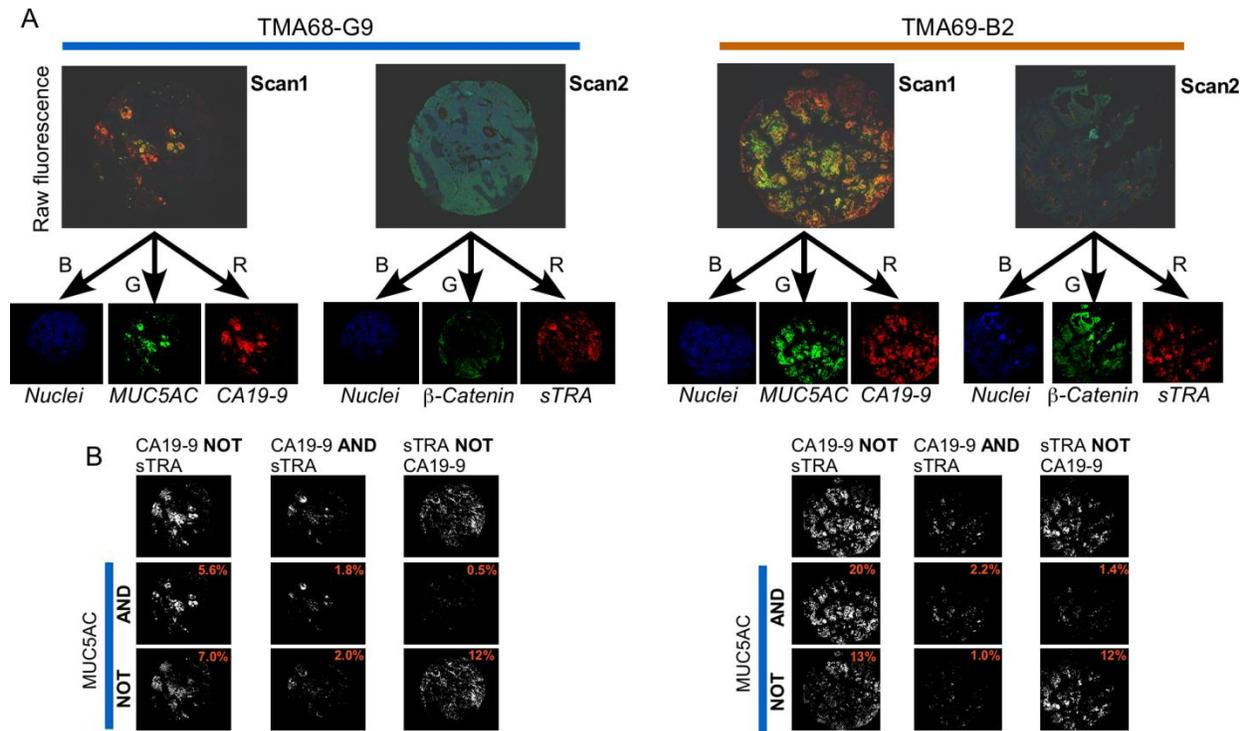 A
TMA68-G9
TMA69-B2
Raw fluorescence
Scan1
Scan2
Scan1
Scan2
B
G
R
B
G
R
B
G
R
B
G
R
Nuclei
MUC5AC
CA19-9
Nuclei
β-Catenin
sTRA
Nuclei
MUC5AC
CA19-9
Nuclei
β-Catenin
sTRA
B
CA19-9 NOT
sTRA
CA19-9 AND
sTRA
sTRA NOT
CA19-9
CA19-9 NOT
sTRA
CA19-9 AND
sTRA
sTRA NOT
CA19-9
MUC5AC
AND
5.6%
1.8%
0.5%
NOT
7.0%
2.0%
12%
MUC5AC
AND
20%
2.2%
1.4%
NOT
13%
1.0%
12%